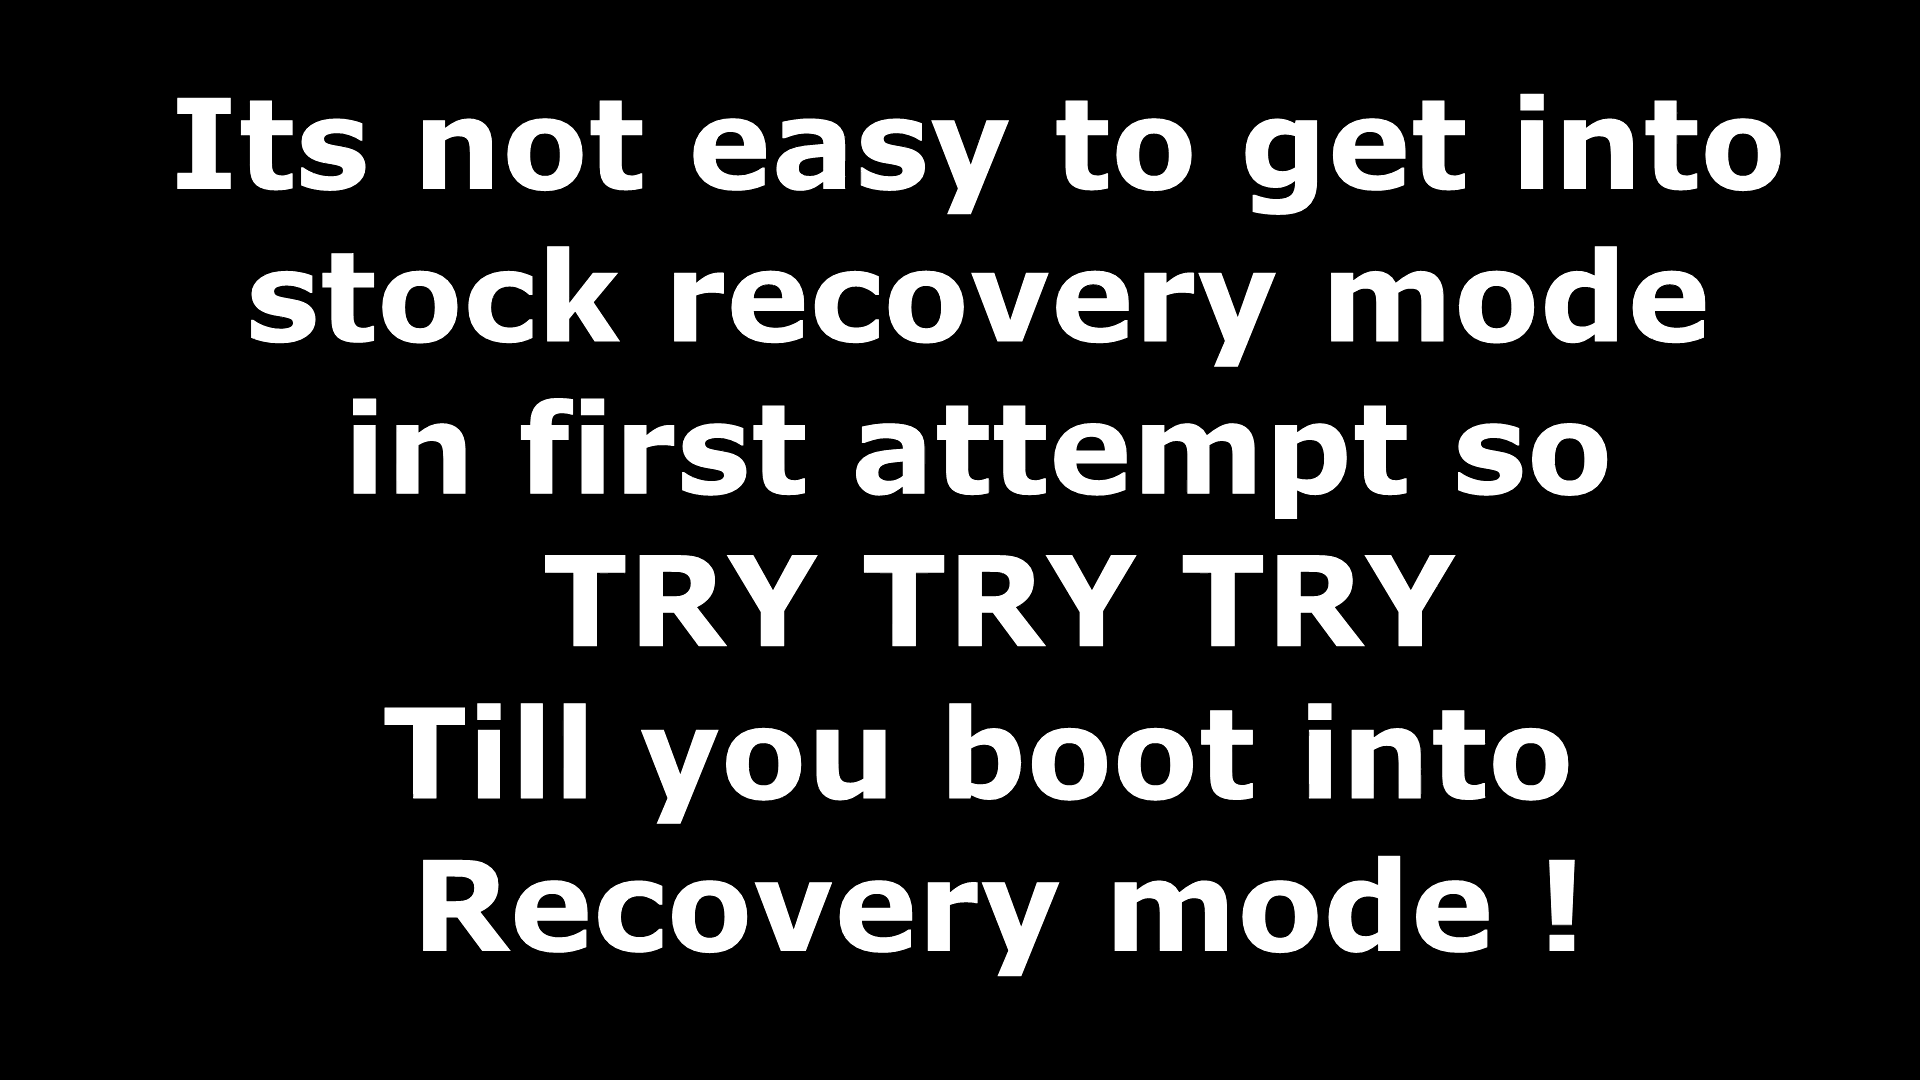 Its not easy to get into
stock recovery mode
in first attempt so
TRY TRY TRY
Till you boot into
Recovery mode !